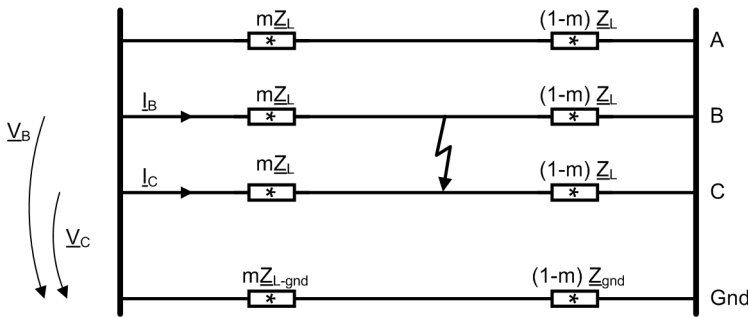 mZL (1-m) ZL A
IB mZL (1-m) ZL B
VB
IC mZL (1-m) ZL C
VC
mZL-gnd (1-m) Zgnd Gnd